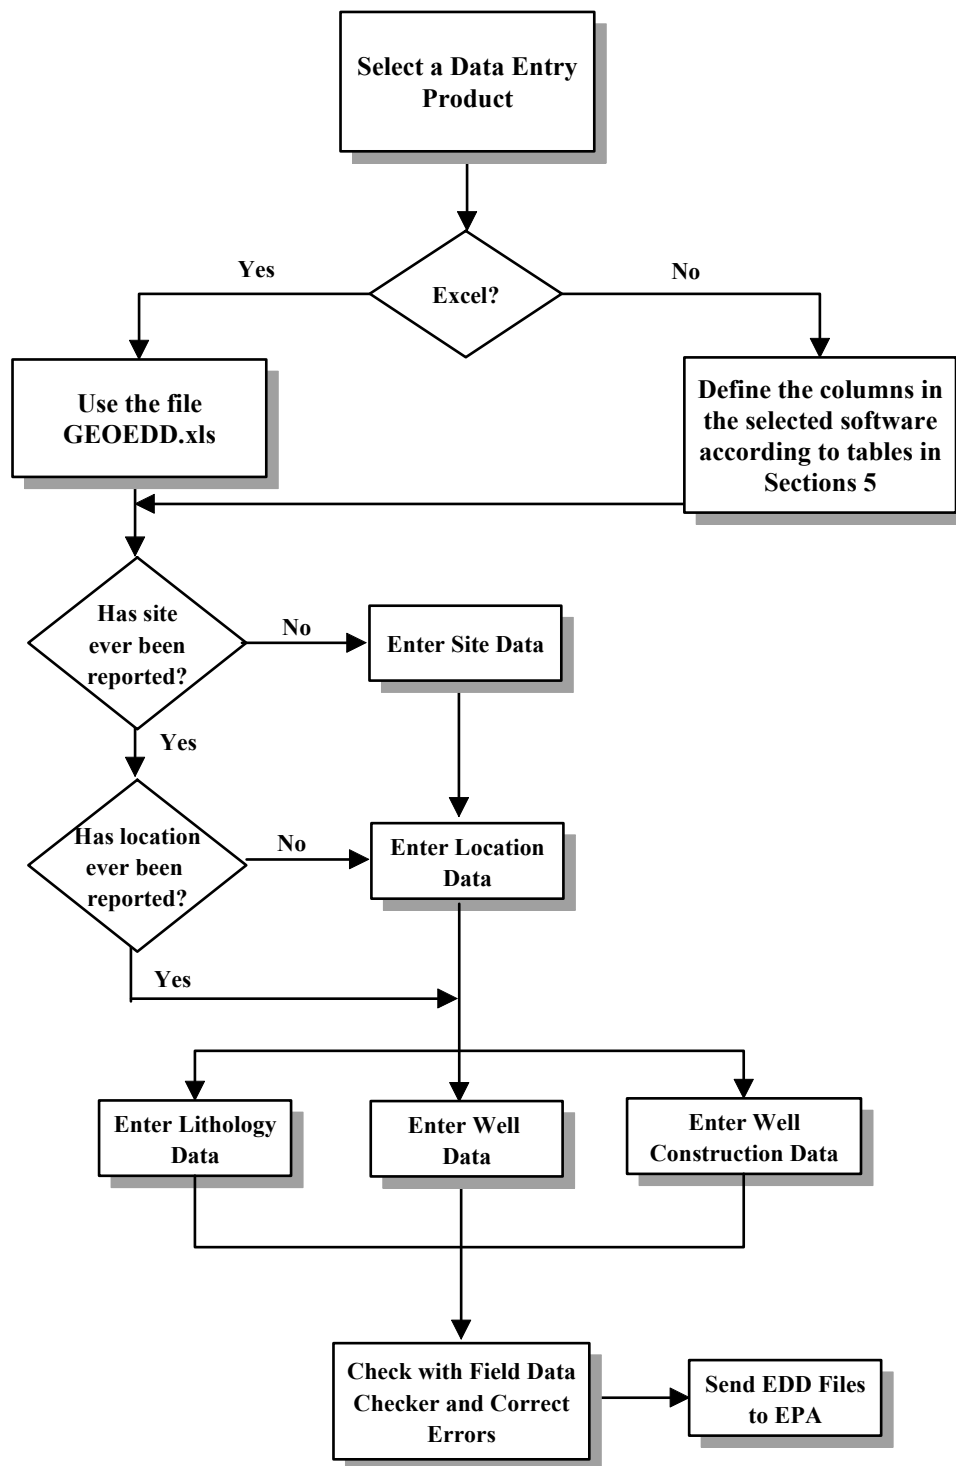 Select a Data Entry
Product
Yes
No
Excel?
Use the file
GEOEDD.xls
Define the columns in
the selected software
according to tables in
Sections 5
Has site
ever been
reported?
No
Enter Site Data
Yes
Has location
ever been
reported?
No
Enter Location
Data
Yes
Enter Lithology
Data
Enter Well
Data
Enter Well
Construction Data
Check with Field Data
Checker and Correct
Errors
Send EDD Files
to EPA